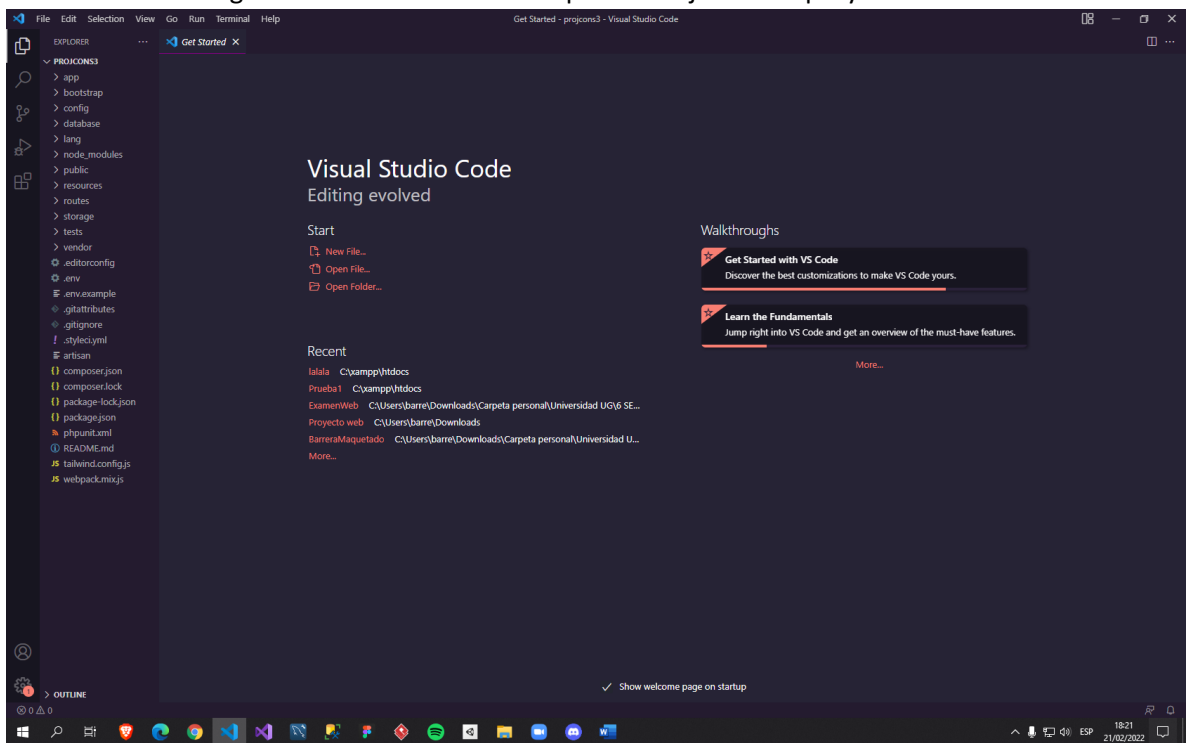 File Edit Selection View Go Run Terminal Help
Get Started - projcons3 - Visual Studio Code
EXPLORER
Get Started
PROJCONS3
app
bootstrap
config
database
lang
node_modules
public
resources
routes
storage
tests
vendor
.editorconfig
.env
.env.example
.gitattributes
.gitignore
.styleci.yml
artisan
composer.json
composer.lock
package-lock.json
package.json
phpunit.xml
README.md
tailwind.config.js
webpack.mix.js
OUTLINE
Visual Studio Code
Editing evolved
Start
New File...
Open File...
Open Folder...
Recent
lalala C:\xampp\htdocs
Prueba1 C:\xampp\htdocs
ExamenWeb C:\Users\barre\Downloads\Carpeta personal\Universidad UG\6 SE...
Proyecto web C:\Users\barre\Downloads
BarreraMaquetado C:\Users\barre\Downloads\Carpeta personal\Universidad U...
More...
Walkthroughs
Get Started with VS Code
Discover the best customizations to make VS Code yours.
Learn the Fundamentals
Jump right into VS Code and get an overview of the must-have features.
More...
Show welcome page on startup
0 0
ESP
18:21
21/02/2022